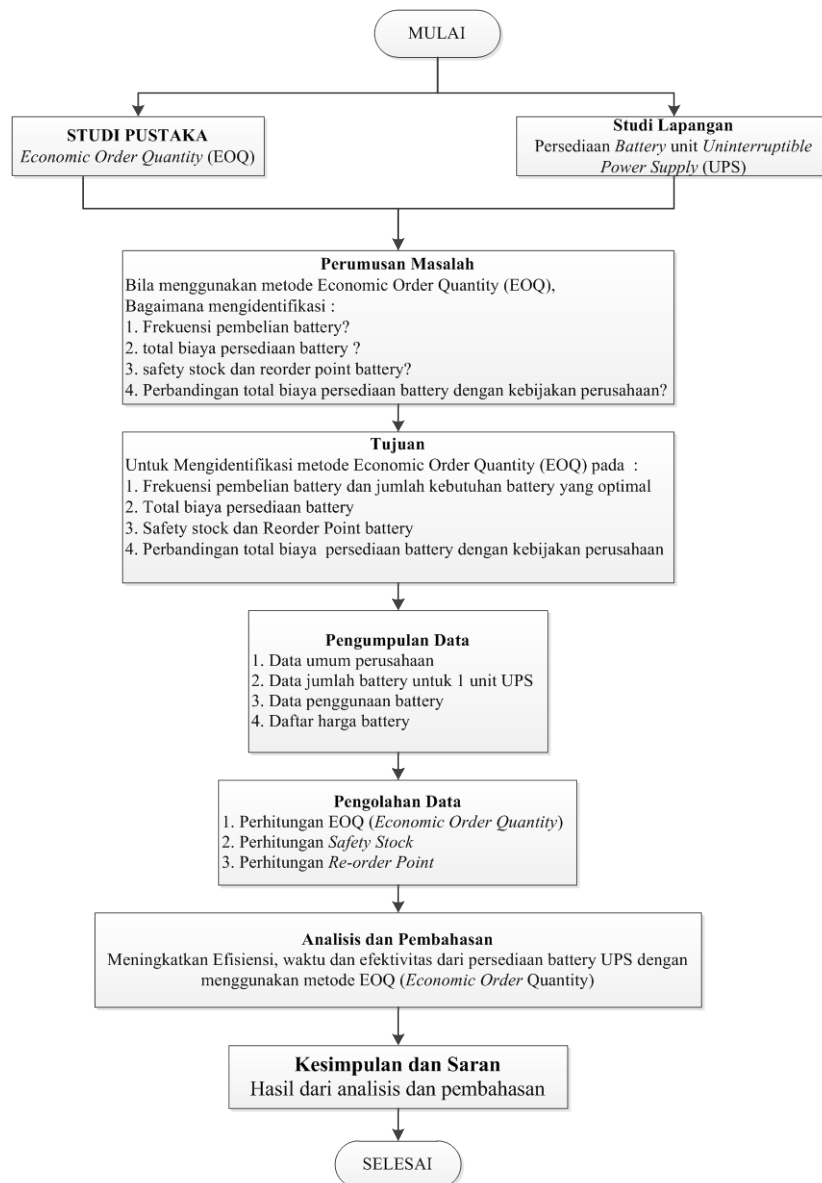 MULAI
STUDI PUSTAKA
Economic Order Quantity (EOQ)
Studi Lapangan
Persediaan Battery unit Uninterruptible
Power Supply (UPS)
Perumusan Masalah
Bila menggunakan metode Economic Order Quantity (EOQ),
Bagaimana mengidentifikasi :
1. Frekuensi pembelian battery?
2. total biaya persediaan battery ?
3. safety stock dan reorder point battery?
4. Perbandingan total biaya persediaan battery dengan kebijakan perusahaan?
Tujuan
Untuk Mengidentifikasi metode Economic Order Quantity (EOQ) pada :
1. Frekuensi pembelian battery dan jumlah kebutuhan battery yang optimal
2. Total biaya persediaan battery
3. Safety stock dan Reorder Point battery
4. Perbandingan total biaya persediaan battery dengan kebijakan perusahaan
Pengumpulan Data
1. Data umum perusahaan
2. Data jumlah battery untuk 1 unit UPS
3. Data penggunaan battery
4. Daftar harga battery
Pengolahan Data
1. Perhitungan EOQ (Economic Order Quantity)
2. Perhitungan Safety Stock
3. Perhitungan Re-order Point
Analisis dan Pembahasan
Meningkatkan Efisiensi, waktu dan efektivitas dari persediaan battery UPS dengan
menggunakan metode EOQ (Economic Order Quantity)
Kesimpulan dan Saran
Hasil dari analisis dan pembahasan
SELESAI